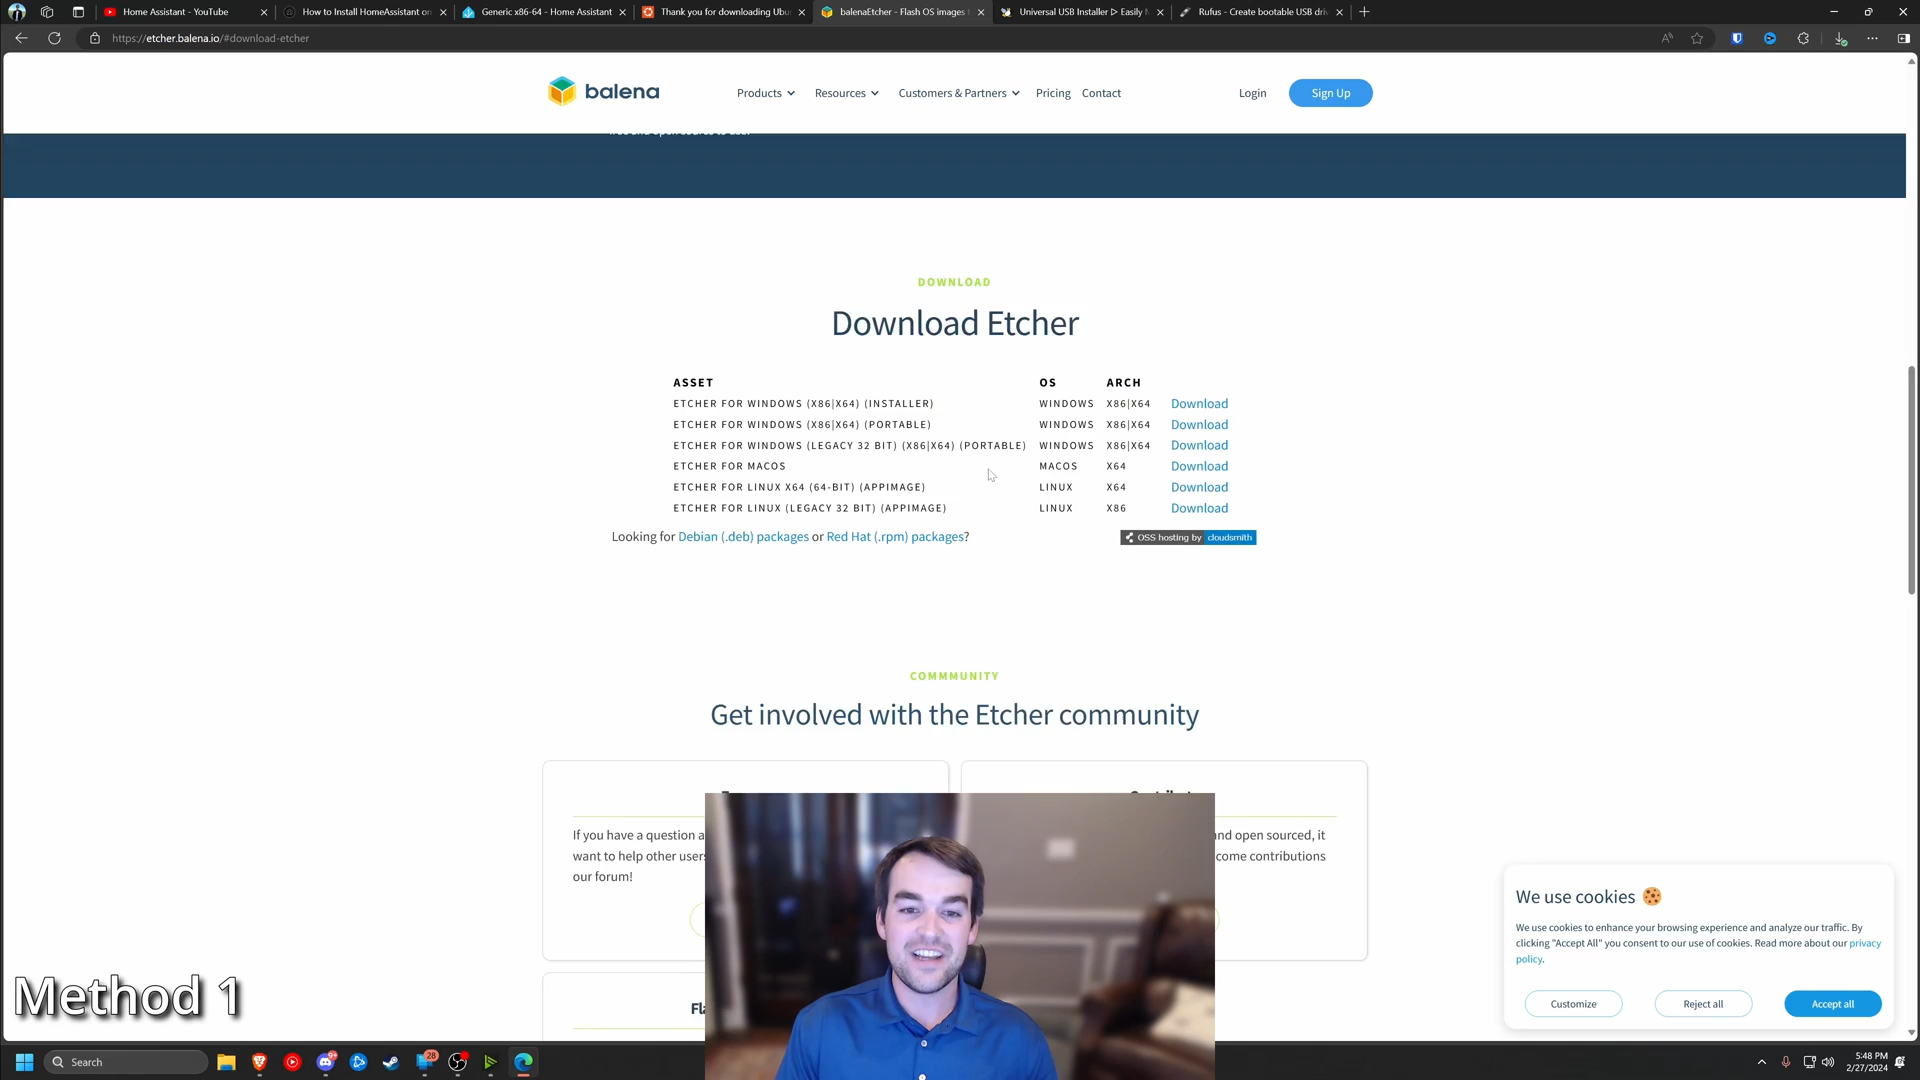 Home Assistant - YouTube
How to Install HomeAssistant on
Generic x86-64 - Home Assistant
Thank you for downloading Ubu
balenaEtcher - Flash OS images
Universal USB Installer ▷ Easily
Rufus - Create bootable USB driv
https://etcher.balena.io/#download-etcher
balena
Products
Resources
Customers & Partners
Pricing
Contact
Login
Sign Up
DOWNLOAD
Download Etcher
ASSET OS ARCH
ETCHER FOR WINDOWS (X86|X64) (INSTALLER) WINDOWS X86|X64 Download
ETCHER FOR WINDOWS (X86|X64) (PORTABLE) WINDOWS X86|X64 Download
ETCHER FOR WINDOWS (LEGACY 32 BIT) (X86|X64) (PORTABLE) WINDOWS X86|X64 Download
ETCHER FOR MACOS MACOS X64 Download
ETCHER FOR LINUX X64 (64-BIT) (APPIMAGE) LINUX X64 Download
ETCHER FOR LINUX (LEGACY 32 BIT) (APPIMAGE) LINUX X86 Download
Looking for Debian (.deb) packages or Red Hat (.rpm) packages?
OSS hosting by cloudsmith
COMMMUNITY
Get involved with the Etcher community
If you have a question a
want to help other users
our forum!
nd open sourced, it
come contributions
Fla
We use cookies 🍪
We use cookies to enhance your browsing experience and analyze our traffic. By
clicking "Accept All" you consent to our use of cookies. Read more about our privacy
policy.
Customize
Reject all
Accept all
Method 1
Search
9+
28
5:48 PM
2/27/2024